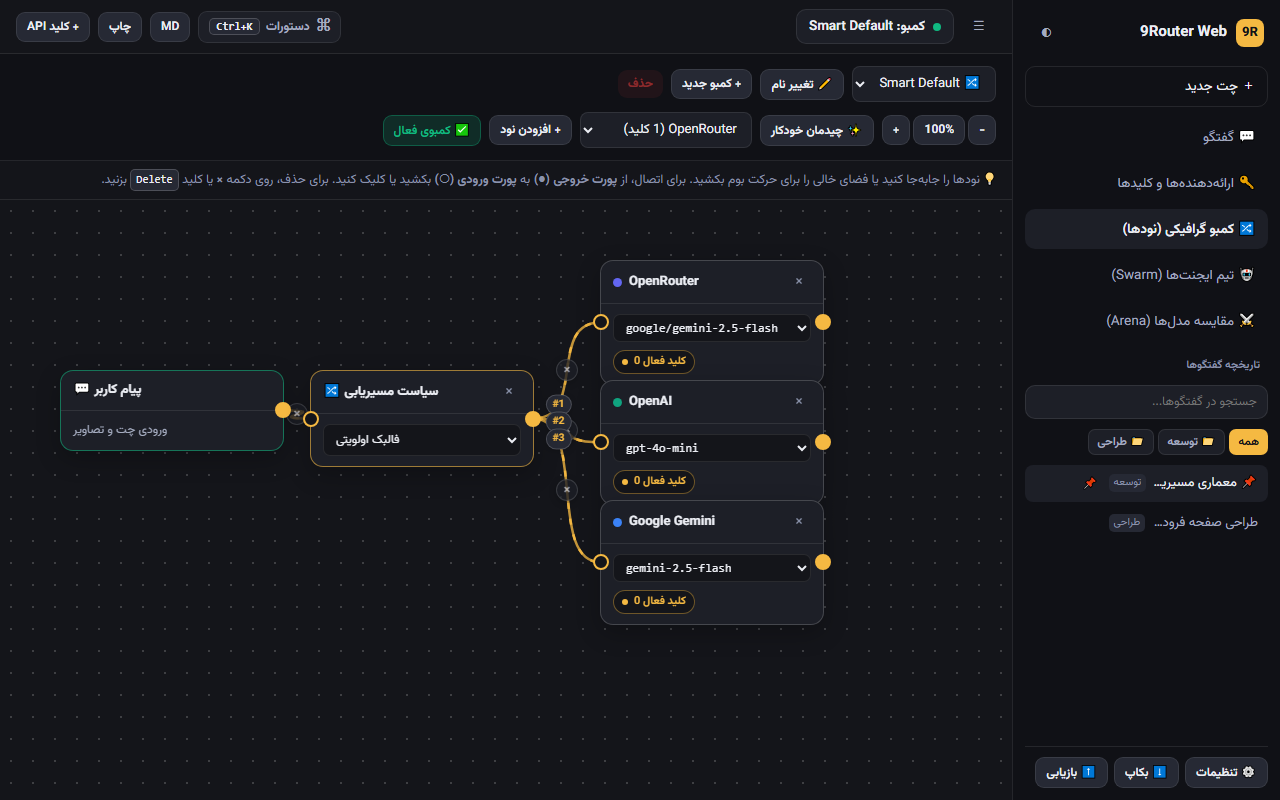 9R
9Router Web
+ چت جدید
گفتگو
ارائه‌دهنده‌ها و کلیدها
کمبو گرافیکی (نودها)
تیم ایجنت‌ها (Swarm)
مقایسه مدل‌ها (Arena)
تاریخچه گفتگوها
جستجو در گفتگوها...
همه
توسعه
طراحی
معماری مسیری... توسعه
طراحی صفحه فرود... طراحی
تنظیمات
بکاپ
بازیابی
☰
کمبو: Smart Default
⌘ دستورات Ctrl+K
MD
چاپ
+ کلید API
Smart Default
تغییر نام
+ کمبو جدید
حذف
-
100%
+
چیدمان خودکار
OpenRouter (1 کلید)
+ افزودن نود
کمبوی فعال
نودها را جابه‌جا کنید یا فضای خالی را برای حرکت بوم بکشید. برای اتصال، از پورت خروجی (●) به پورت ورودی (○) بکشید یا کلیک کنید. برای حذف، روی دکمه × یا کلید Delete بزنید.
پیام کاربر
ورودی چت و تصاویر
×
سیاست مسیریابی ×
فالبک اولویتی
×
#1
#2
#3
×
OpenRouter ×
google/gemini-2.5-flash
0 کلید فعال
OpenAI ×
gpt-4o-mini
0 کلید فعال
Google Gemini ×
gemini-2.5-flash
0 کلید فعال